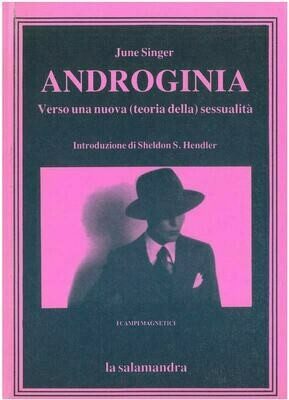 June Singer
ANDROGINIA
Verso una nuova (teoria della) sessualità
Introduzione di Sheldon S. Hendler
I CAMPI MAGNETICI
la salamandra